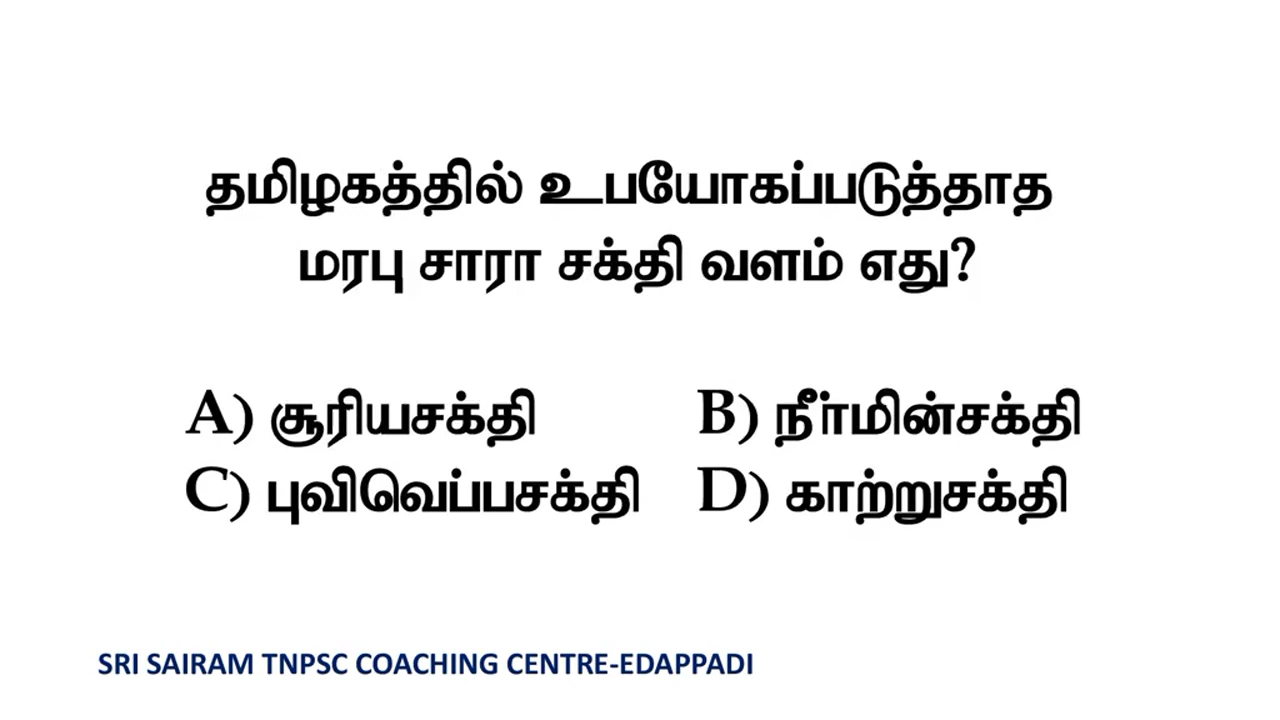 தமிழகத்தில் உபயோகப்படுத்தாத
மரபு சாரா சக்தி வளம் எது?
A) சூரியசக்தி B) நீர்மின்சக்தி
C) புவிவெப்பசக்தி D) காற்றுசக்தி
SRI SAIRAM TNPSC COACHING CENTRE-EDAPPADI